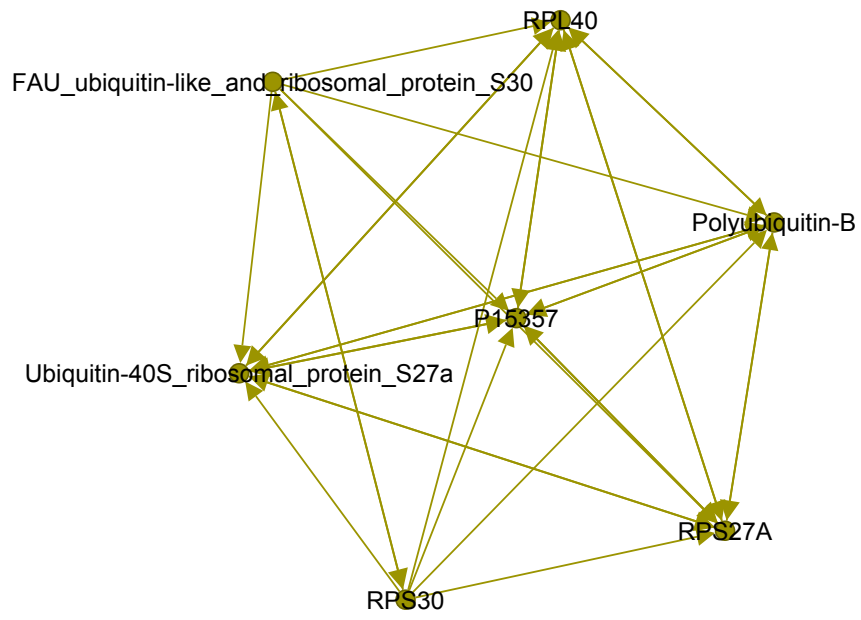 RPL40
FAU_ubiquitin-like_and_ribosomal_protein_S30
Polyubiquitin-B
P15357
Ubiquitin-40S_ribosomal_protein_S27a
RPS27A
RPS30